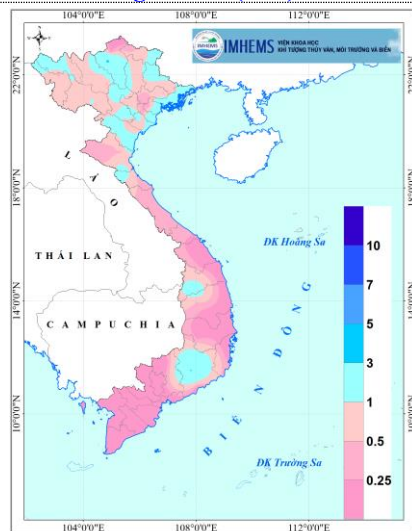 104°0'0"E 108°0'0"E 112°0'0"E
IMHEMS VIỆN KHOA HỌC
KHÍ TƯỢNG THỦY VĂN, MÔI TRƯỜNG VÀ BIỂN
22°0'0"N
18°0'0"N
14°0'0"N
10°0'0"N
LÀO
THÁI LAN
CAMPUCHIA
ĐK Hoàng Sa
BIỂN ĐÔNG
ĐK Trường Sa
10
7
5
3
1
0.5
0.25
104°0'0"E 108°0'0"E 112°0'0"E